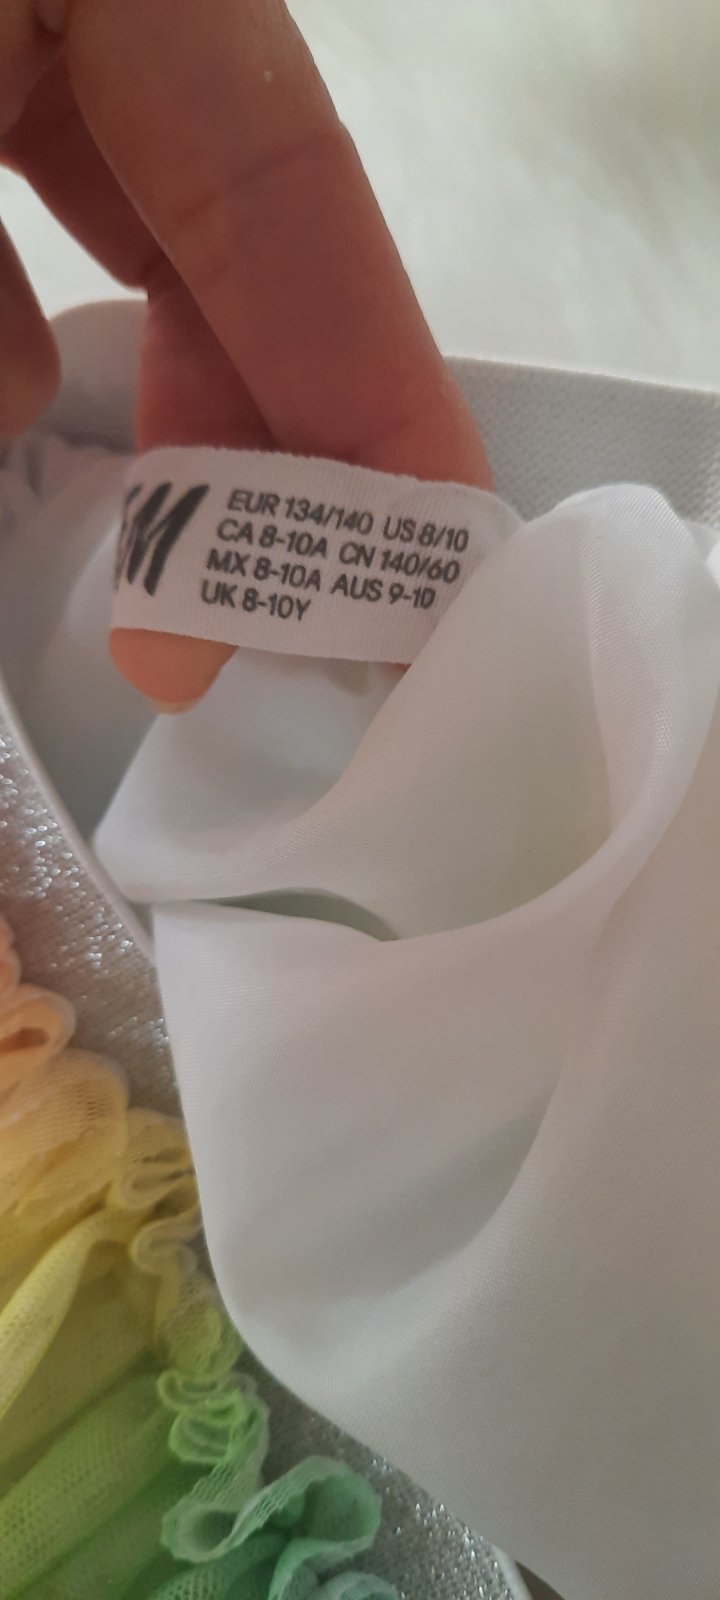 EUR 134/140 US 8/10
CA 8-10A CN 140/60
MX 8-10A AUS 9-10
UK 8-10Y